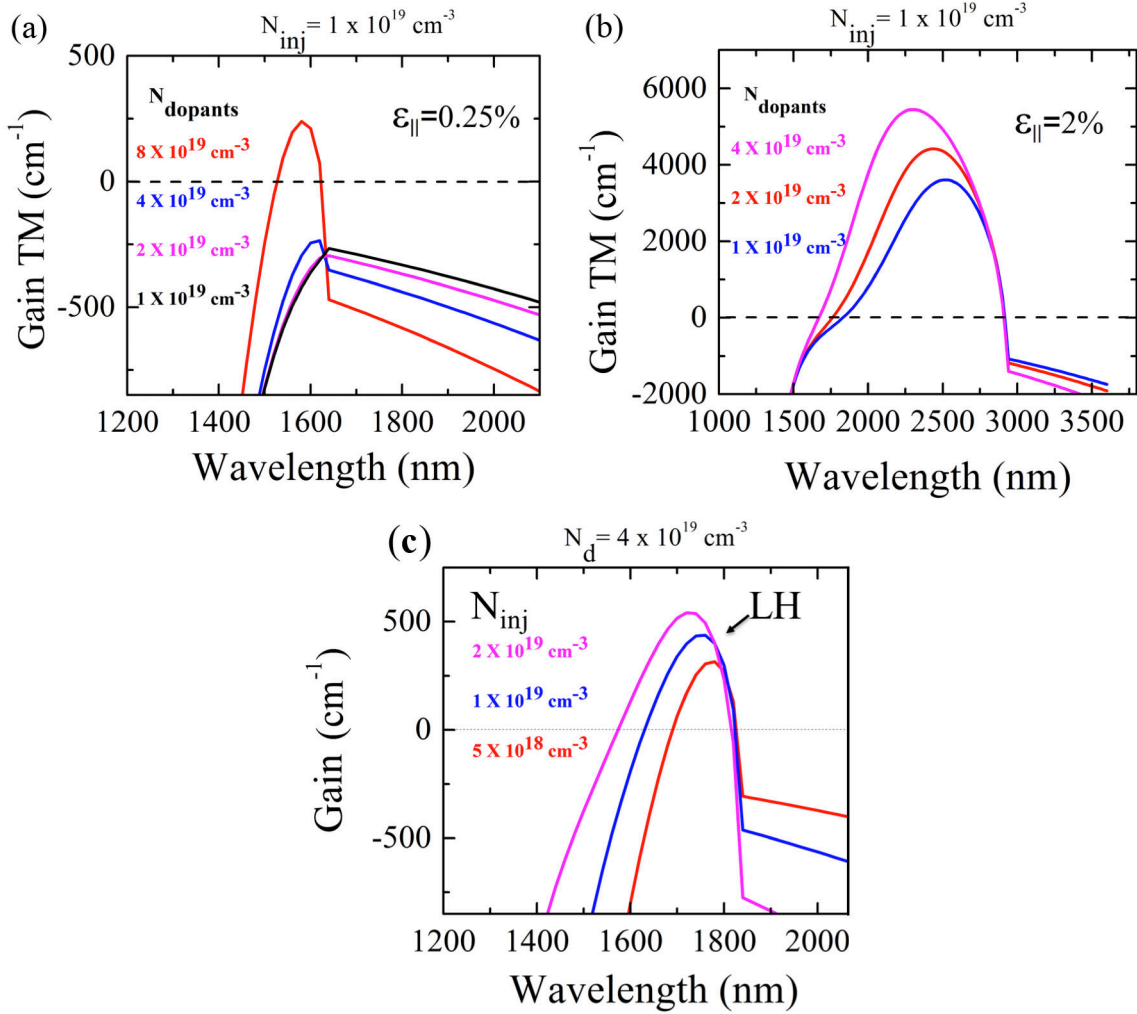 (a)
N_inj = 1 x 10^19 cm^-3
500
0
-500
Gain TM (cm^-1)
N_dopants
8 X 10^19 cm^-3
4 X 10^19 cm^-3
2 X 10^19 cm^-3
1 X 10^19 cm^-3
ε_||=0.25%
1200 1400 1600 1800 2000
Wavelength (nm)
(b)
N_inj = 1 x 10^19 cm^-3
6000
4000
2000
0
-2000
Gain TM (cm^-1)
N_dopants
4 X 10^19 cm^-3
2 X 10^19 cm^-3
1 X 10^19 cm^-3
ε_||=2%
1000 1500 2000 2500 3000 3500
Wavelength (nm)
(c)
N_d= 4 x 10^19 cm^-3
500
0
-500
Gain (cm^-1)
N_inj
2 X 10^19 cm^-3
1 X 10^19 cm^-3
5 X 10^18 cm^-3
LH
1200 1400 1600 1800 2000
Wavelength (nm)